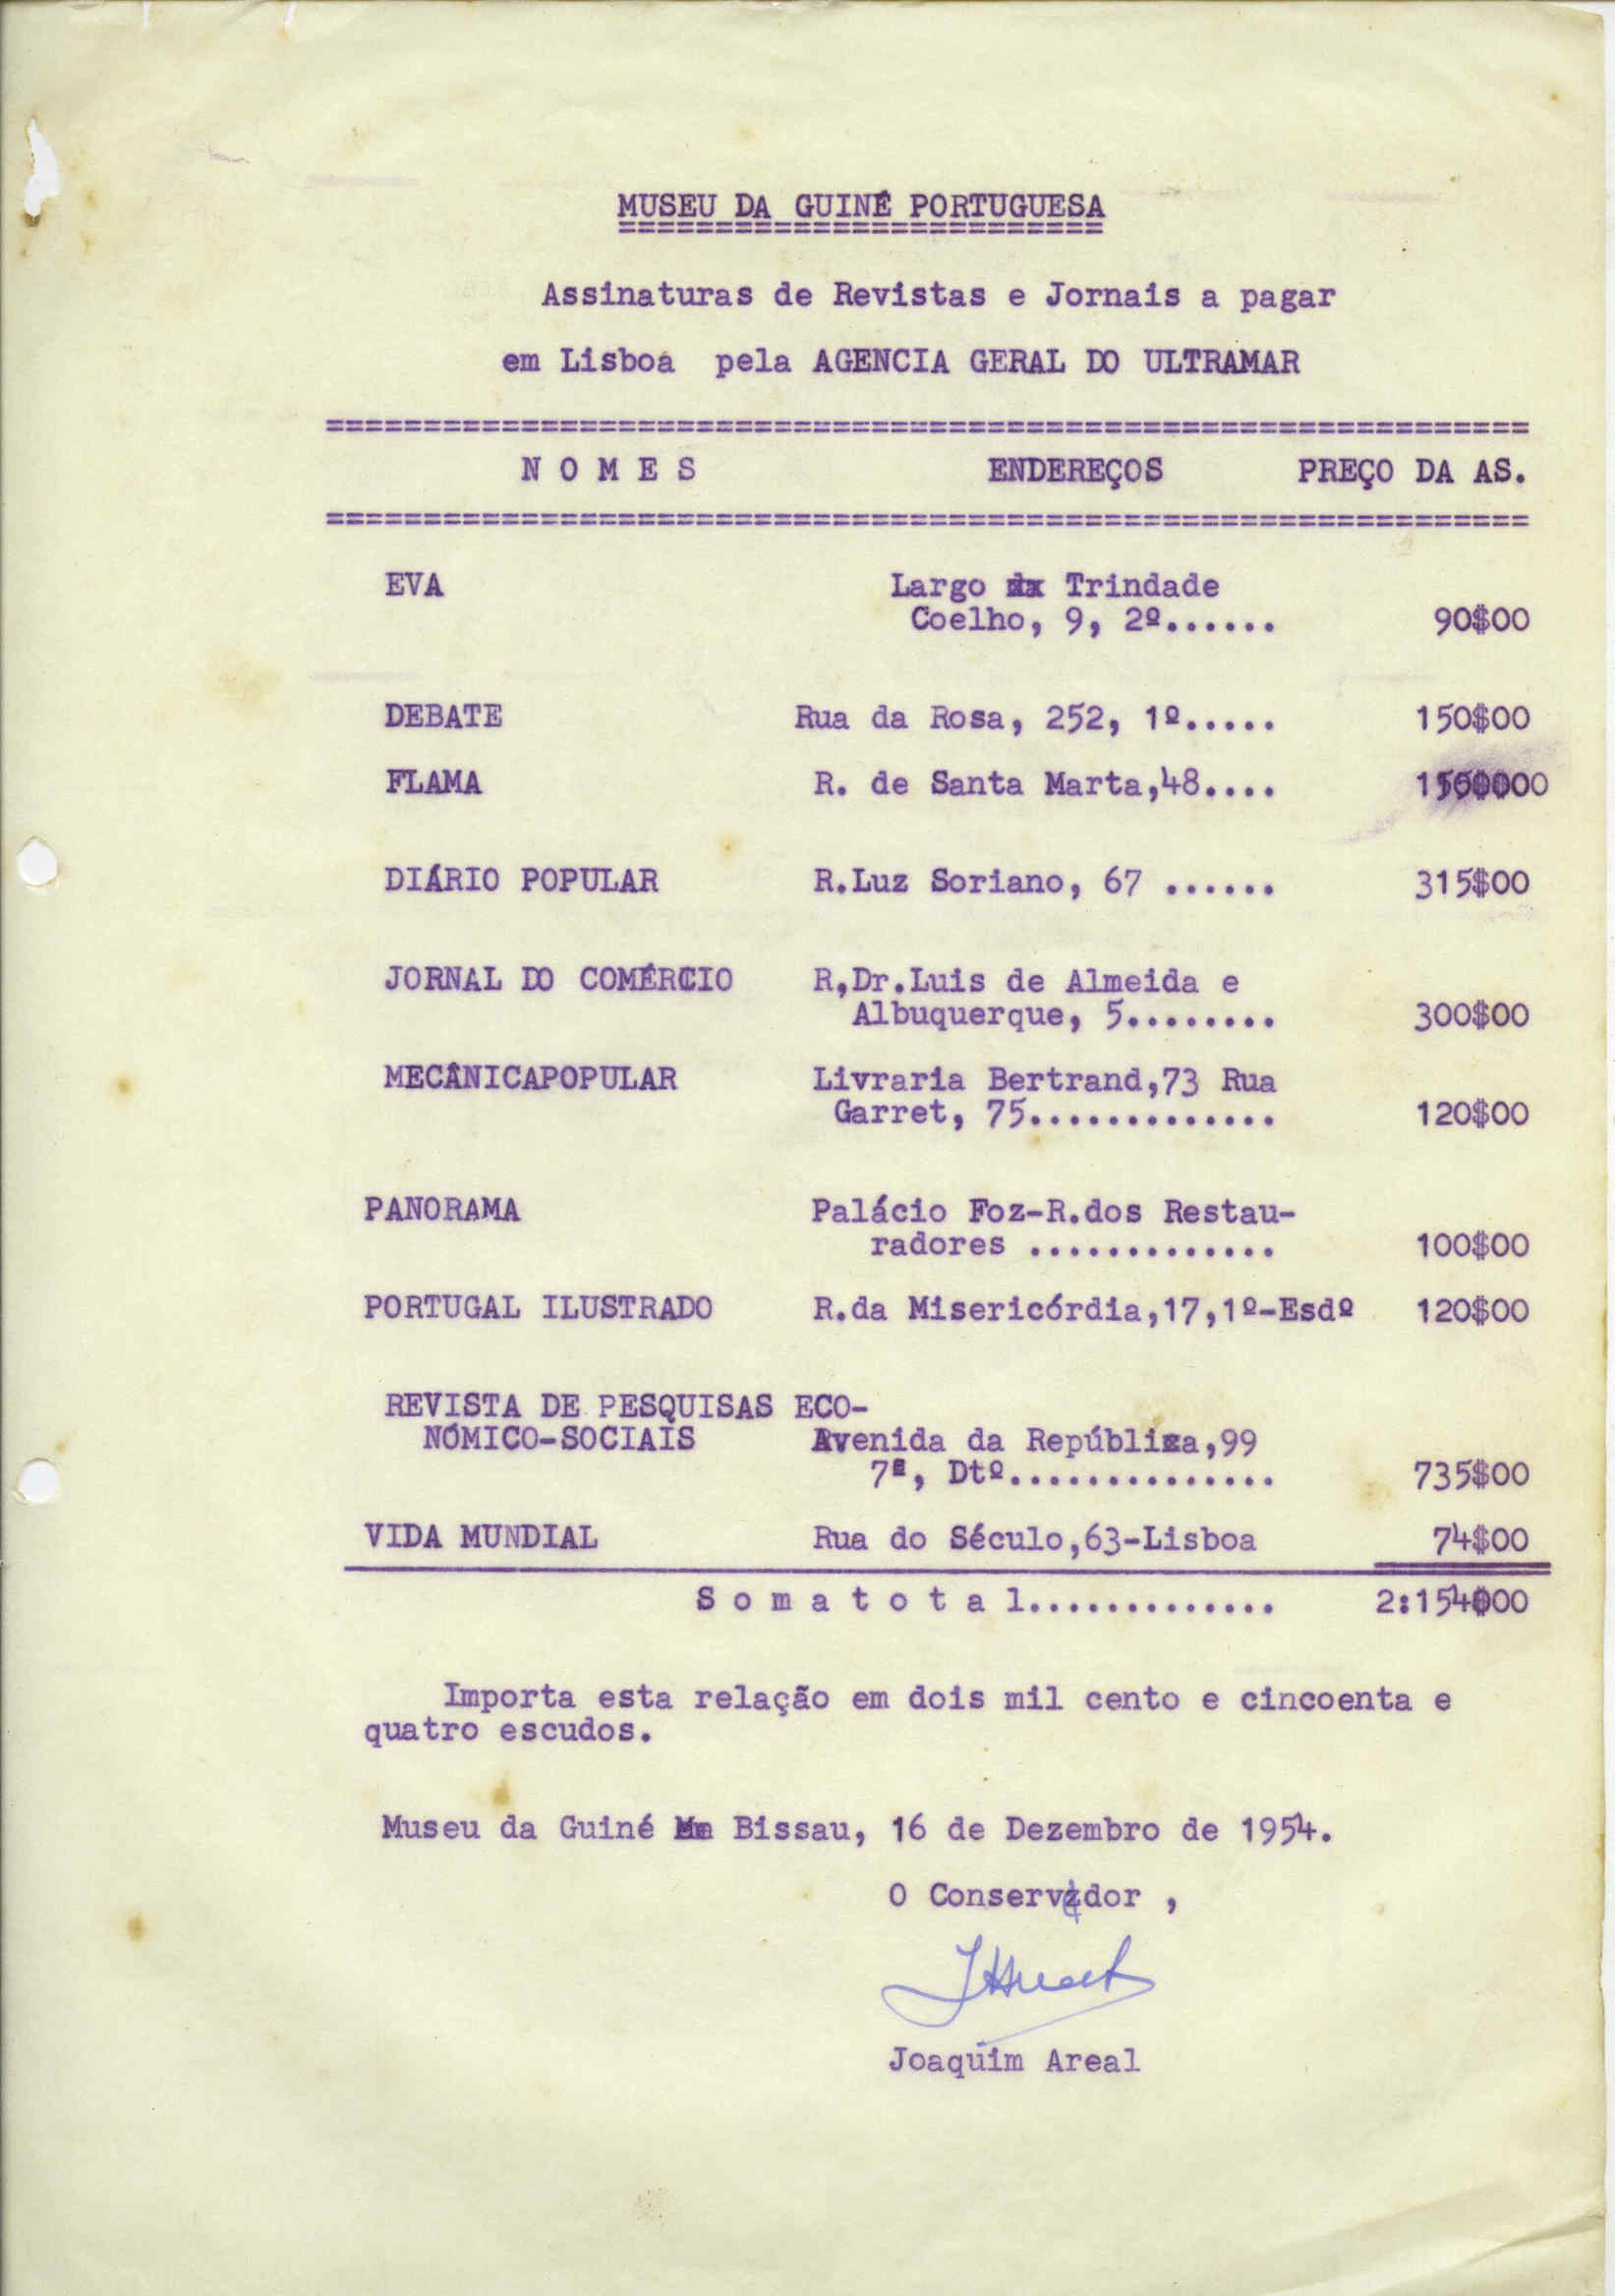 MUSEU DA GUINÉ PORTUGUESA
=========================
Assinaturas de Revistas e Jornais a pagar
em Lisboa pela AGENCIA GERAL DO ULTRAMAR
==============================================================
N O M E S ENDEREÇOS PREÇO DA AS.
==============================================================
EVA Largo Trindade
Coelho, 9, 2º...... 90$00
DEBATE Rua da Rosa, 252, 1º..... 150$00
FLAMA R. de Santa Marta,48....
DIÁRIO POPULAR R.Luz Soriano, 67 ...... 315$00
JORNAL DO COMÉRCIO R,Dr.Luis de Almeida e
Albuquerque, 5........ 300$00
MECÂNICAPOPULAR Livraria Bertrand,73 Rua
Garret, 75............. 120$00
PANORAMA Palácio Foz-R.dos Restau-
radores ............. 100$00
PORTUGAL ILUSTRADO R.da Misericórdia,17,1º-Esdº 120$00
REVISTA DE PESQUISAS ECO-
NÓMICO-SOCIAIS Avenida da República,99
7º, Dtº.............. 735$00
VIDA MUNDIAL Rua do Século,63-Lisboa 74$00
S o m a t o t a l............. 2:154$00
Importa esta relação em dois mil cento e cincoenta e
quatro escudos.
Museu da Guiné Bissau, 16 de Dezembro de 1954.
O Conservador ,
Joaquim Areal